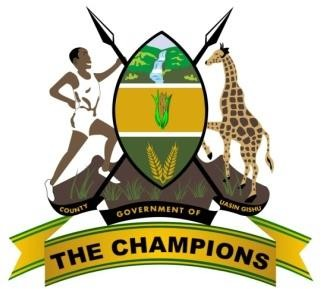 COUNTY GOVERNMENT OF UASIN GISHU
THE CHAMPIONS